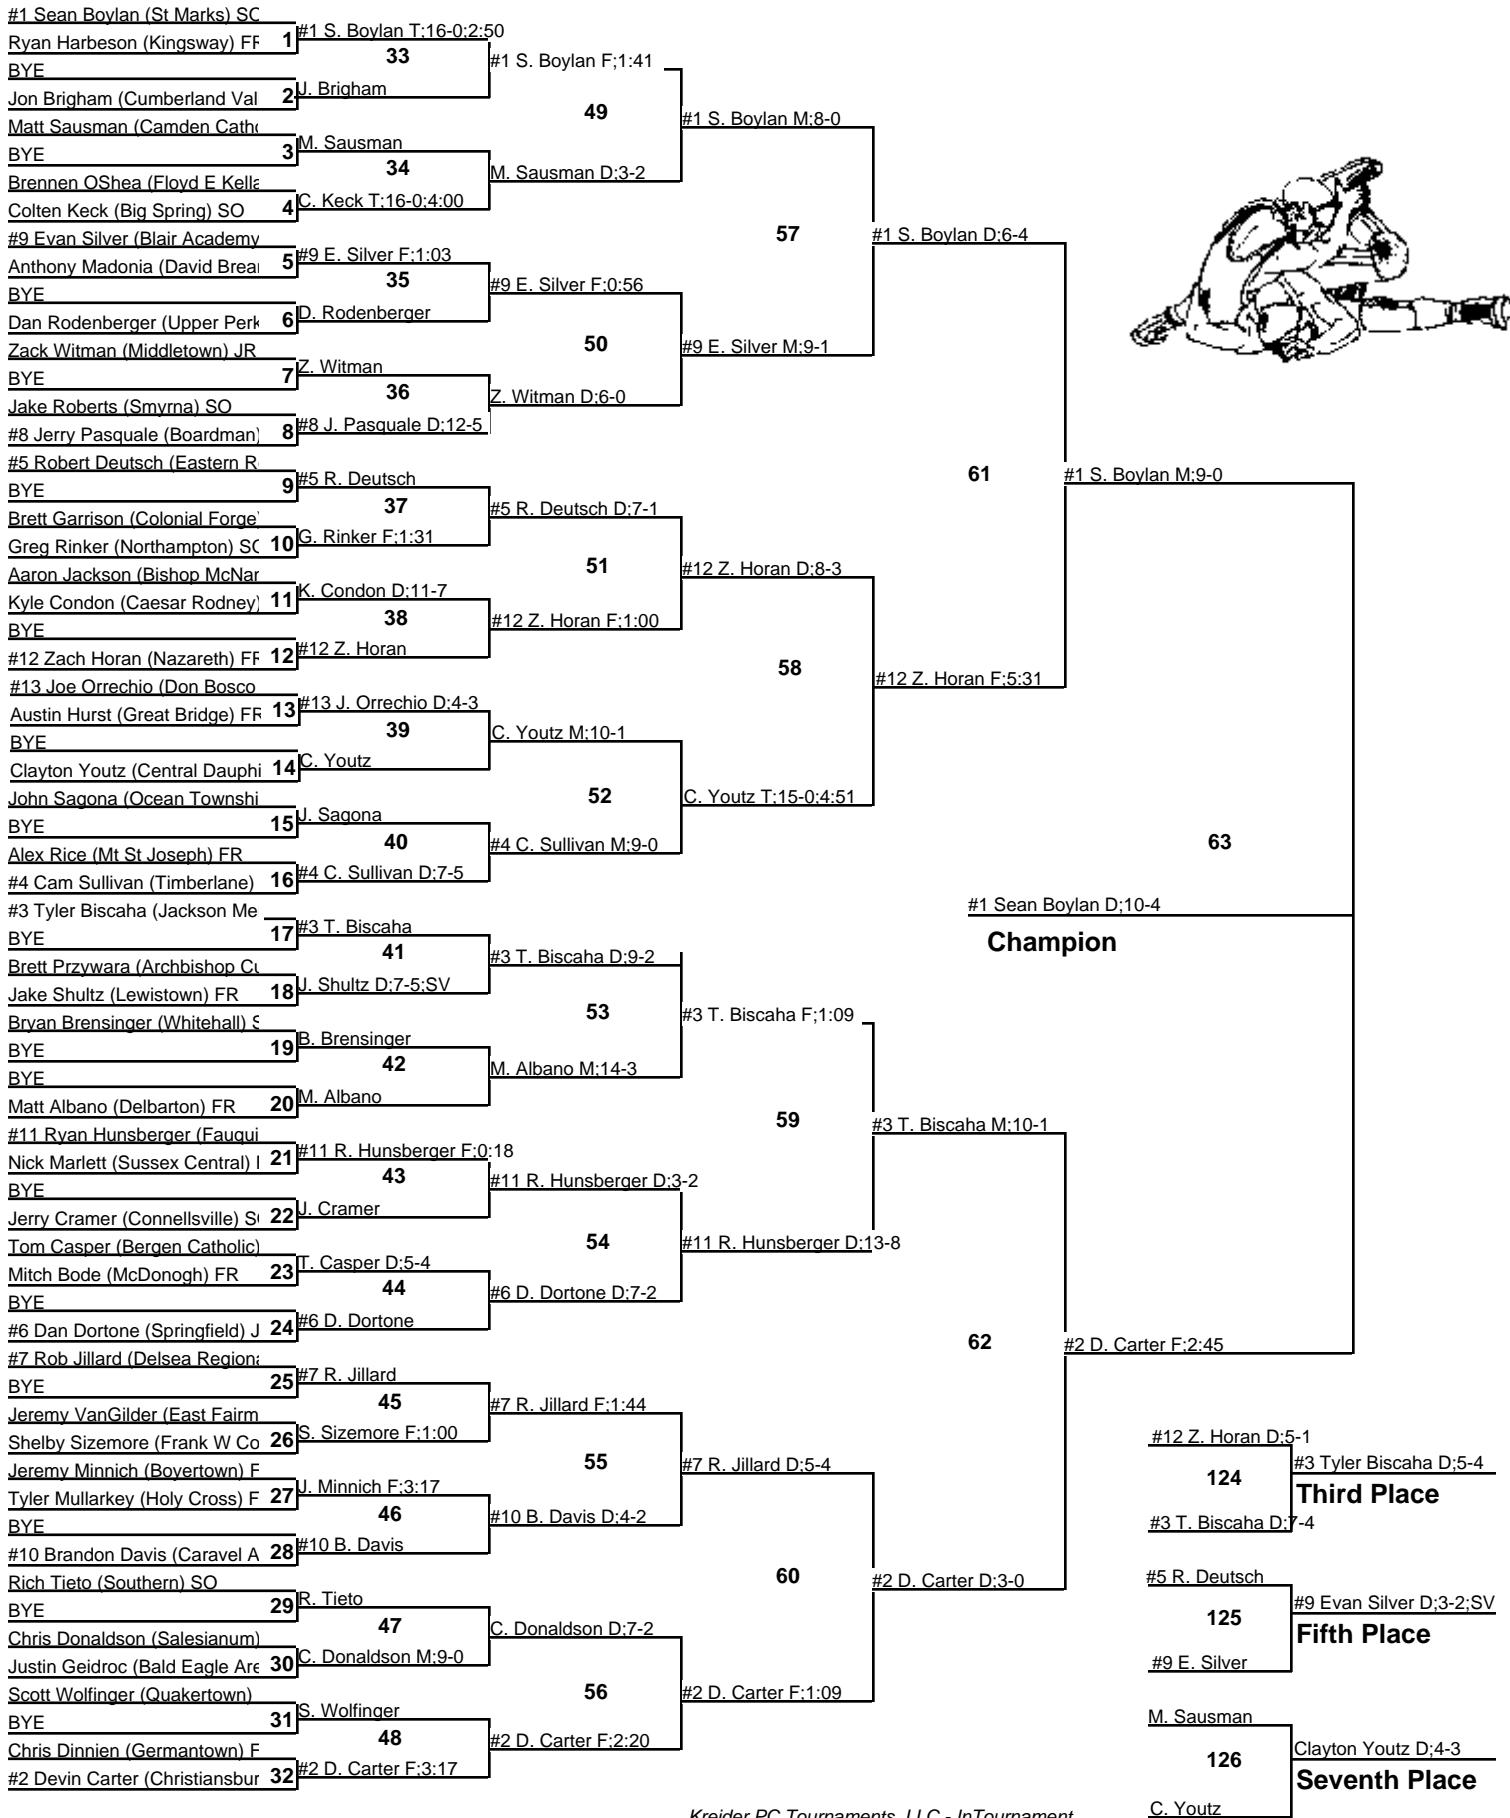 #1 Sean Boylan (St Marks) SO
Ryan Harbeson (Kingsway) FR
1
BYE
Jon Brigham (Cumberland Val
2
Matt Sausman (Camden Catho
BYE
3
Brennen OShea (Floyd E Kella
Colten Keck (Big Spring) SO
4
#9 Evan Silver (Blair Academy
Anthony Madonia (David Brear
5
BYE
Dan Rodenberger (Upper Perk
6
Zack Witman (Middletown) JR
BYE
7
Jake Roberts (Smyrna) SO
#8 Jerry Pasquale (Boardman)
8
#5 Robert Deutsch (Eastern R
BYE
9
Brett Garrison (Colonial Forge)
Greg Rinker (Northampton) SO
10
Aaron Jackson (Bishop McNar
Kyle Condon (Caesar Rodney)
11
BYE
#12 Zach Horan (Nazareth) FR
12
#13 Joe Orrechio (Don Bosco
Austin Hurst (Great Bridge) FR
13
BYE
Clayton Youtz (Central Dauphi
14
John Sagona (Ocean Townshi
BYE
15
Alex Rice (Mt St Joseph) FR
#4 Cam Sullivan (Timberlane)
16
#3 Tyler Biscaha (Jackson Me
BYE
17
Brett Przywara (Archbishop Cu
Jake Shultz (Lewistown) FR
18
Bryan Brensinger (Whitehall) S
BYE
19
BYE
Matt Albano (Delbarton) FR
20
#11 Ryan Hunsberger (Fauqui
Nick Marlett (Sussex Central)
21
BYE
Jerry Cramer (Connellsville) S
22
Tom Casper (Bergen Catholic)
Mitch Bode (McDonogh) FR
23
BYE
#6 Dan Dortone (Springfield) J
24
#7 Rob Jillard (Delsea Regiona
BYE
25
Jeremy VanGilder (East Fairm
Shelby Sizemore (Frank W Co
26
Jeremy Minnich (Boyertown) F
Tyler Mullarkey (Holy Cross) F
27
BYE
#10 Brandon Davis (Caravel A
28
Rich Tieto (Southern) SO
BYE
29
Chris Donaldson (Salesianum)
Justin Geidroc (Bald Eagle Are
30
Scott Wolfinger (Quakertown)
BYE
31
Chris Dinnien (Germantown) F
#2 Devin Carter (Christiansbur
32
#1 S. Boylan T;16-0;2:50
33
J. Brigham
M. Sausman
34
C. Keck T;16-0;4:00
#9 E. Silver F;1:03
35
D. Rodenberger
Z. Witman
36
#8 J. Pasquale D;12-5
#5 R. Deutsch
37
G. Rinker F;1:31
K. Condon D;11-7
38
#12 Z. Horan
#13 J. Orrechio D;4-3
39
C. Youtz
J. Sagona
40
#4 C. Sullivan D;7-5
#3 T. Biscaha
41
J. Shultz D;7-5;SV
B. Brensinger
42
M. Albano
#11 R. Hunsberger F;0:18
43
J. Cramer
T. Casper D;5-4
44
#6 D. Dortone
#7 R. Jillard
45
S. Sizemore F;1:00
J. Minnich F;3:17
46
#10 B. Davis
R. Tieto
47
C. Donaldson M;9-0
S. Wolfinger
48
#2 D. Carter F;3:17
#1 S. Boylan F;1:41
49
M. Sausman D;3-2
#9 E. Silver F;0:56
50
Z. Witman D;6-0
#5 R. Deutsch D;7-1
51
#12 Z. Horan F;1:00
C. Youtz M;10-1
52
#4 C. Sullivan M;9-0
#3 T. Biscaha D;9-2
53
M. Albano M;14-3
#11 R. Hunsberger D;3-2
54
#6 D. Dortone D;7-2
#7 R. Jillard F;1:44
55
#10 B. Davis D;4-2
C. Donaldson D;7-2
56
#2 D. Carter F;2:20
#1 S. Boylan M;8-0
57
#9 E. Silver M;9-1
#12 Z. Horan D;8-3
58
C. Youtz T;15-0;4:51
#3 T. Biscaha F;1:09
59
#11 R. Hunsberger D;13-8
#7 R. Jillard D;5-4
60
#2 D. Carter F;1:09
#1 S. Boylan D;6-4
61
#12 Z. Horan F;5:31
#3 T. Biscaha M;10-1
62
#2 D. Carter D;3-0
#1 S. Boylan M;9-0
63
#2 D. Carter F;2:45
#1 Sean Boylan D;10-4
Champion
#12 Z. Horan D;5-1
124
#3 T. Biscaha D;7-4
#3 Tyler Biscaha D;5-4
Third Place
#5 R. Deutsch
125
#9 E. Silver
#9 Evan Silver D;3-2;SV
Fifth Place
M. Sausman
126
C. Youtz
Clayton Youtz D;4-3
Seventh Place
Kreider PC Tournaments, LLC - InTournament